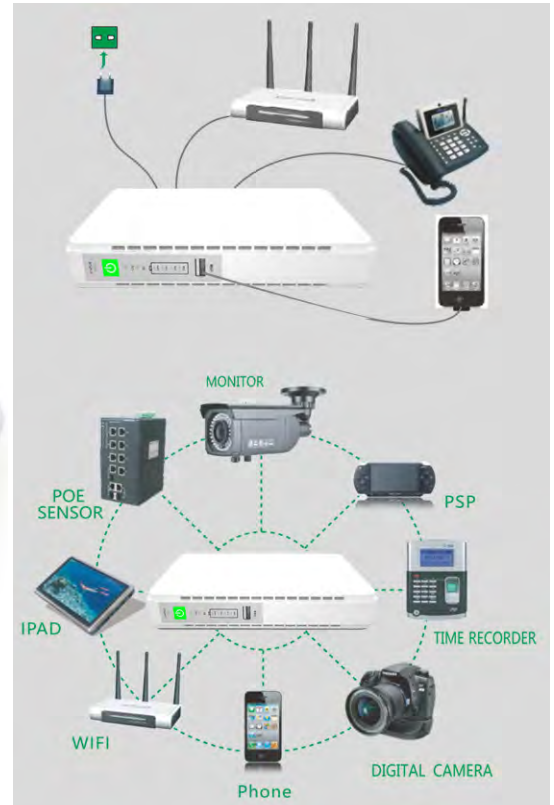 MONITOR
POE
SENSOR
PSP
IPAD
TIME RECORDER
WIFI
DIGITAL CAMERA
Phone